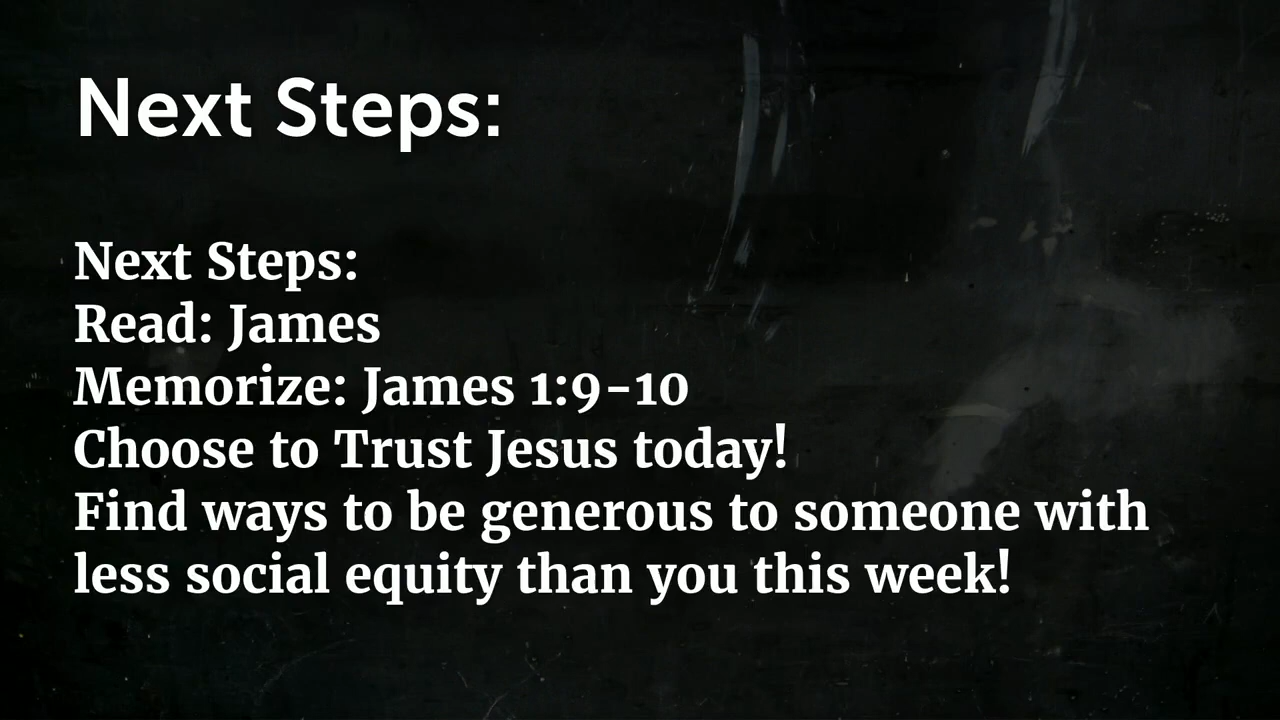 Next Steps:
Next Steps:
Read: James
Memorize: James 1:9-10
Choose to Trust Jesus today!
Find ways to be generous to someone with
less social equity than you this week!